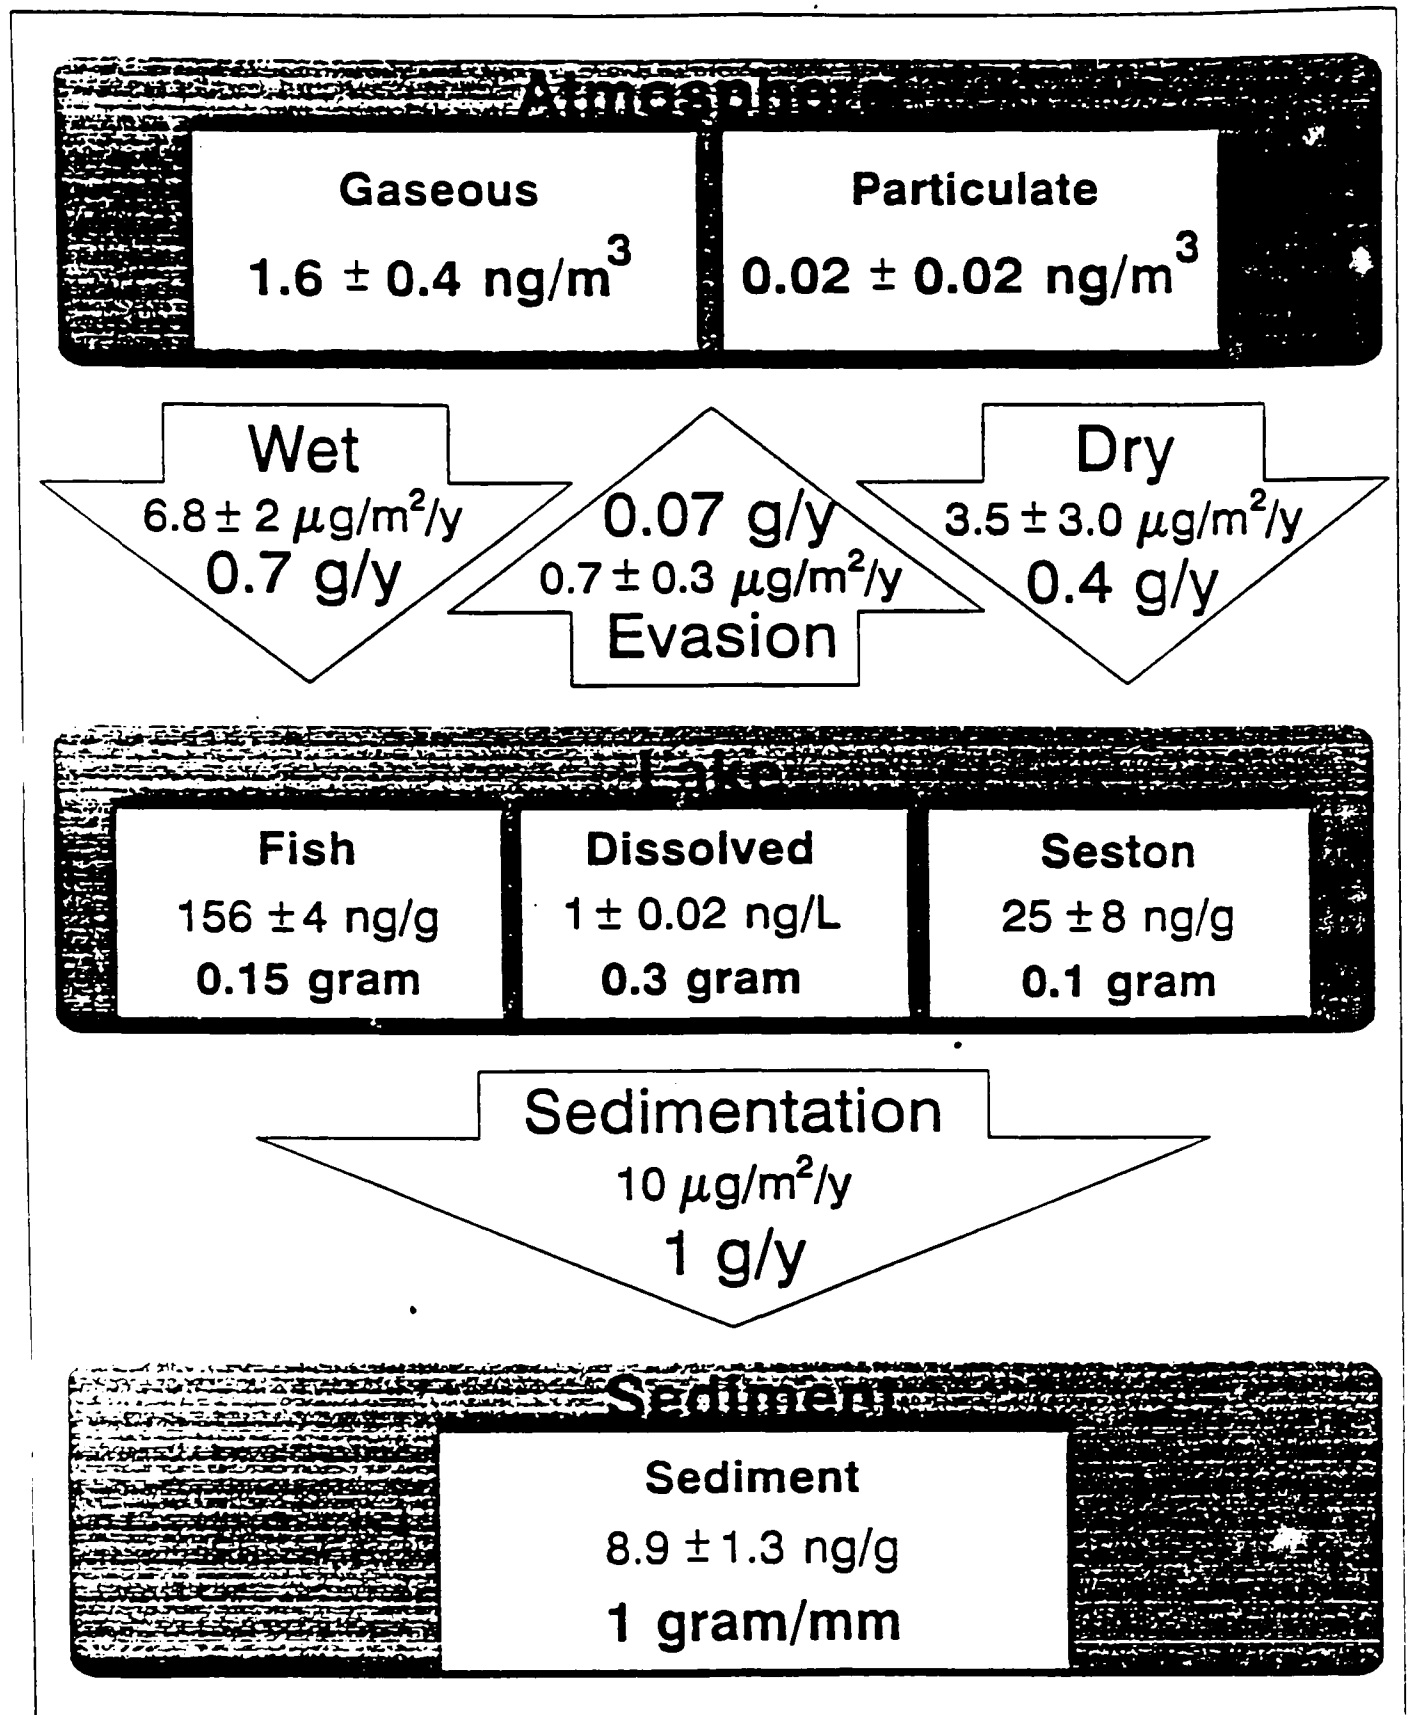 Atmosphere
Gaseous
1.6 ± 0.4 ng/m³
Particulate
0.02 ± 0.02 ng/m³
Wet
6.8 ± 2 μg/m²/y
0.7 g/y
0.07 g/y
0.7 ± 0.3 μg/m²/y
Evasion
Dry
3.5 ± 3.0 μg/m²/y
0.4 g/y
Lake
Fish
156 ± 4 ng/g
0.15 gram
Dissolved
1 ± 0.02 ng/L
0.3 gram
Seston
25 ± 8 ng/g
0.1 gram
Sedimentation
10 μg/m²/y
1 g/y
Sediment
Sediment
8.9 ± 1.3 ng/g
1 gram/mm